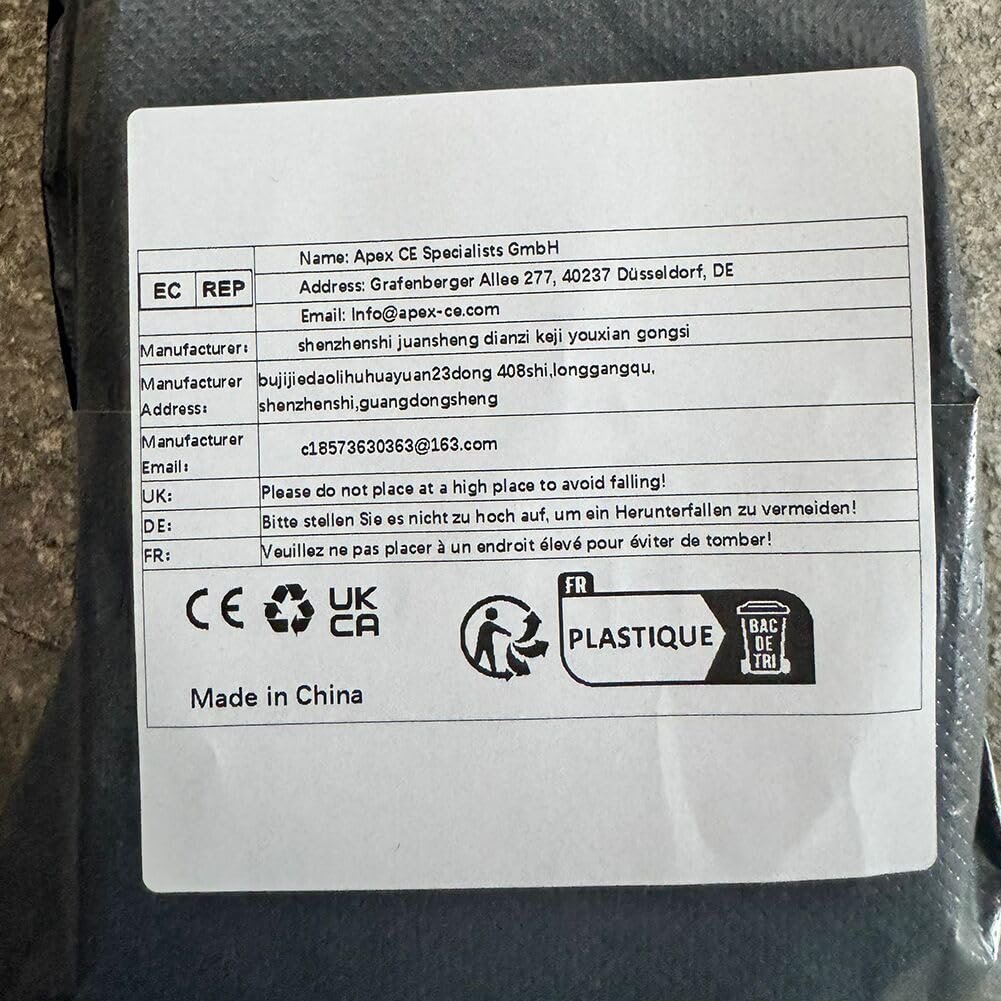 Name: Apex CE Specialists GmbH
EC REP
Address: Grafenberger Allee 277, 40237 Düsseldorf, DE
Email: Info@apex-ce.com
Manufacturer: shenzhenshi juansheng dianzi keji youxian gongsi
Manufacturer Address: bujijiedaolihuhuayuan23dong 408shi,longgangqu,
shenzhenshi,guangdongsheng
Manufacturer Email: c18573630363@163.com
UK: Please do not place at a high place to avoid falling!
DE: Bitte stellen Sie es nicht zu hoch auf, um ein Herunterfallen zu vermeiden!
FR: Veuillez ne pas placer à un endroit élevé pour éviter de tomber!
CE UK
CA
FR
PLASTIQUE
BAC
DE
TRI
Made in China